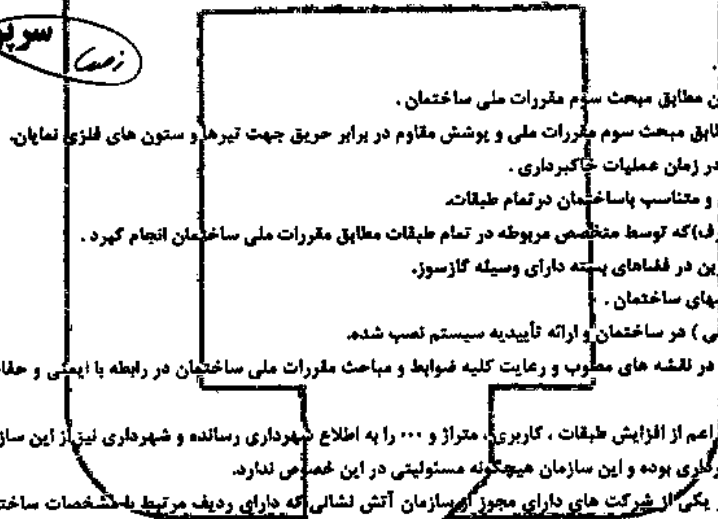 سرپر
.
ن مطابق مبحث سوم مقررات ملی ساختمان .
طابق مبحث سوم مقررات ملی و پوشش مقاوم در برابر حریق جهت تیرها و ستون های فلزی نمایان.
در زمان عملیات خاکبرداری .
و متناسب باساختمان درتمام طبقات.
رف)که توسط متخصص مربوطه در تمام طبقات مطابق مقررات ملی ساختمان انجام گیرد .
ین در فضاهای بسته دارای وسیله گازسوز.
بهای ساختمان .
ی ) در ساختمان و ارائه تأییدیه سیستم نصب شده.
در نقشه های مطلوب و رعایت کلیه ضوابط و مباحث مقررات ملی ساختمان در رابطه با ایمنی و حفا
اعم از افزایش طبقات ، کاربری ، متراژ و ... را به اطلاع شهرداری رسانده و شهرداری نیز از این ساز
رداری بوده و این سازمان هیچگونه مسئولیتی در این خصوص ندارد.
یکی از شرکت های دارای مجوز از سازمان آتش نشانی که دارای ردیف مرتبط با مشخصات ساخت